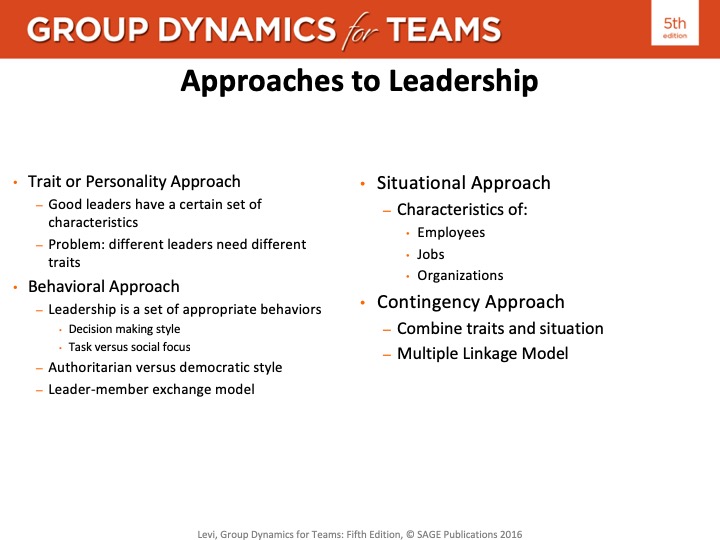 GROUP DYNAMICS for TEAMS
5th
edition
Approaches to Leadership
• Trait or Personality Approach
– Good leaders have a certain set of
characteristics
– Problem: different leaders need different
traits
• Behavioral Approach
– Leadership is a set of appropriate behaviors
• Decision making style
• Task versus social focus
– Authoritarian versus democratic style
– Leader-member exchange model
• Situational Approach
– Characteristics of:
• Employees
• Jobs
• Organizations
• Contingency Approach
– Combine traits and situation
– Multiple Linkage Model
Levi, Group Dynamics for Teams: Fifth Edition, © SAGE Publications 2016